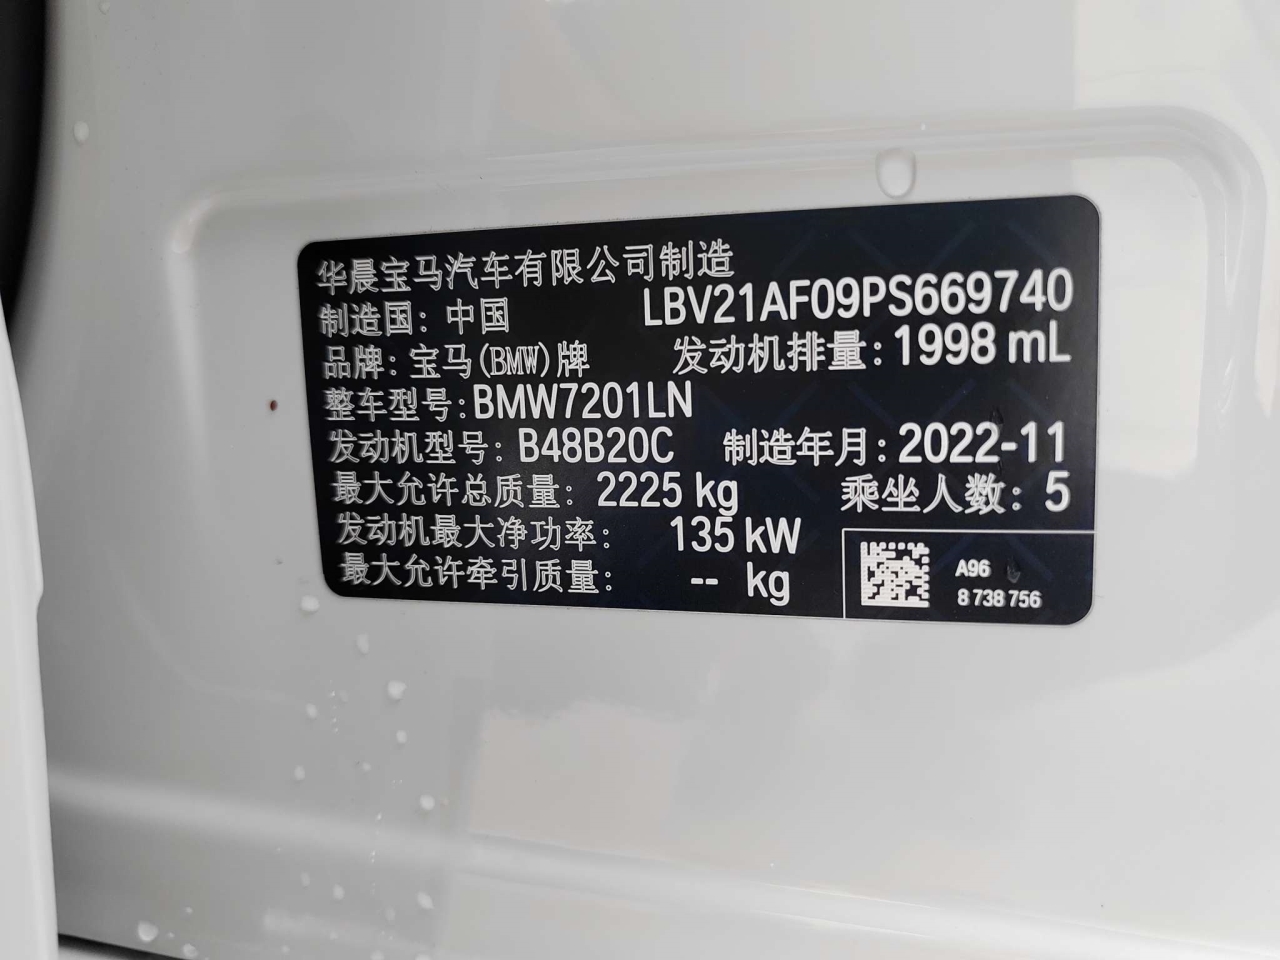 华晨宝马汽车有限公司制造
制造国：中国 LBV21AF09PS669740
品牌：宝马(BMW)牌 发动机排量：1998 mL
整车型号：BMW7201LN
发动机型号：B48B20C 制造年月：2022-11
最大允许总质量：2225 kg 乘坐人数：5
发动机最大净功率：135 kW
最大允许牵引质量：-- kg
A96
8 738 756